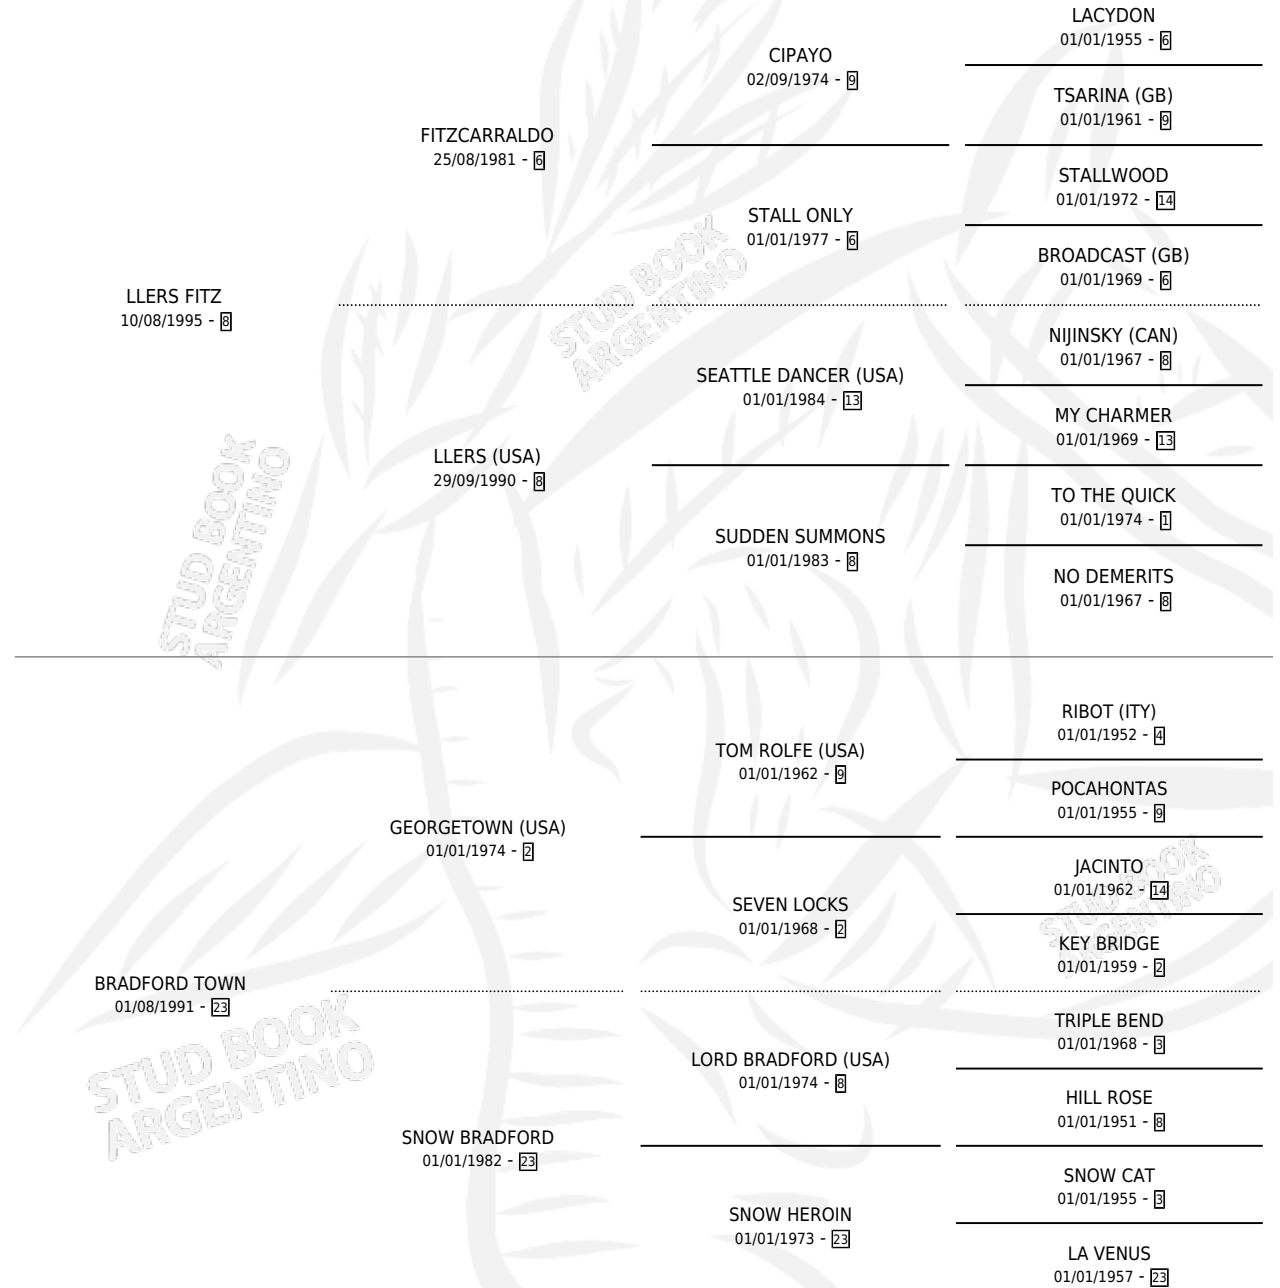 LACYDON
01/01/1955 - 6
CIPAYO
02/09/1974 - 9
TSARINA (GB)
01/01/1961 - 9
FITZCARRALDO
25/08/1981 - 6
STALLWOOD
01/01/1972 - 14
STALL ONLY
01/01/1977 - 6
BROADCAST (GB)
01/01/1969 - 6
LLERS FITZ
10/08/1995 - 8
NIJINSKY (CAN)
01/01/1967 - 8
SEATTLE DANCER (USA)
01/01/1984 - 13
MY CHARMER
01/01/1969 - 13
LLERS (USA)
29/09/1990 - 8
TO THE QUICK
01/01/1974 - 1
SUDDEN SUMMONS
01/01/1983 - 8
NO DEMERITS
01/01/1967 - 8
RIBOT (ITY)
01/01/1952 - 4
TOM ROLFE (USA)
01/01/1962 - 9
POCAHONTAS
01/01/1955 - 9
GEORGETOWN (USA)
01/01/1974 - 2
JACINTO
01/01/1962 - 14
SEVEN LOCKS
01/01/1968 - 2
KEY BRIDGE
01/01/1959 - 2
BRADFORD TOWN
01/08/1991 - 23
TRIPLE BEND
01/01/1968 - 3
LORD BRADFORD (USA)
01/01/1974 - 8
HILL ROSE
01/01/1951 - 8
SNOW BRADFORD
01/01/1982 - 23
SNOW CAT
01/01/1955 - 3
SNOW HEROIN
01/01/1973 - 23
LA VENUS
01/01/1957 - 23
STUD BOOK
ARGENTINO
STUD BOOK
ARGENTINO
STUD BOOK
ARGENTINO
STUD BOOK
ARGENTINO